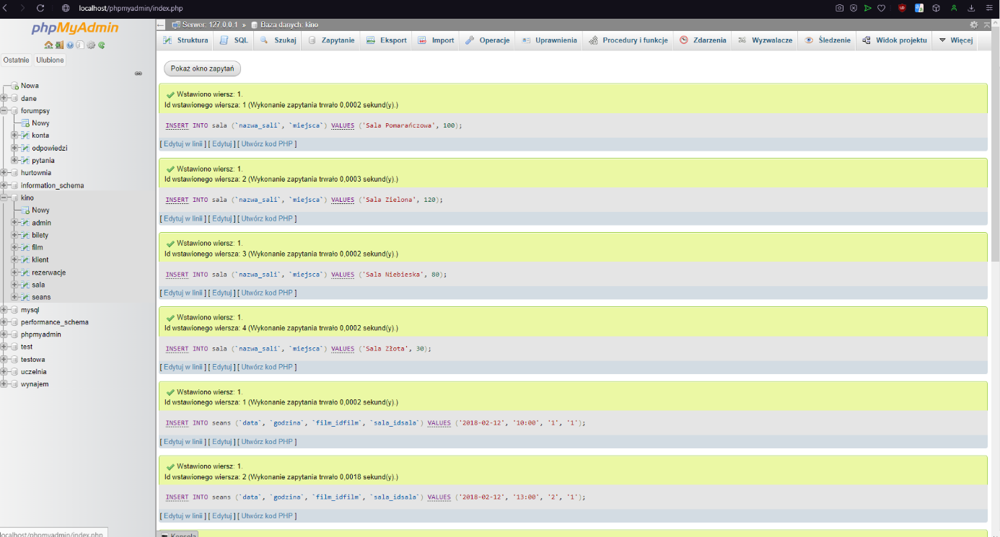 localhost/phpmyadmin/index.php
phpMyAdmin
Ostatnie Ulubione
Nowa
dane
forumpsy
Nowy
konta
odpowiedzi
pytania
hurtownia
information_schema
kino
Nowy
admin
bilety
film
klient
rezerwacje
sala
seans
mysql
performance_schema
phpmyadmin
test
testowa
uczelnia
wynajem
localhost/phpmyadmin/index.php
Serwer: 127.0.0.1 » Baza danych: kino
Struktura SQL Szukaj Zapytanie Eksport Import Operacje Uprawnienia Procedury i funkcje Zdarzenia Wyzwalacze Śledzenie Widok projektu Więcej
Pokaż okno zapytań
Wstawiono wiersz: 1.
Id wstawionego wiersza: 1 (Wykonanie zapytania trwało 0,0002 sekund(y).)
INSERT INTO sala (`nazwa_sali`, `miejsca`) VALUES ('Sala Pomarańczowa', 100);
[ Edytuj w linii ] [ Edytuj ] [ Utwórz kod PHP ]
Wstawiono wiersz: 1.
Id wstawionego wiersza: 2 (Wykonanie zapytania trwało 0,0003 sekund(y).)
INSERT INTO sala (`nazwa_sali`, `miejsca`) VALUES ('Sala Zielona', 120);
[ Edytuj w linii ] [ Edytuj ] [ Utwórz kod PHP ]
Wstawiono wiersz: 1.
Id wstawionego wiersza: 3 (Wykonanie zapytania trwało 0,0002 sekund(y).)
INSERT INTO sala (`nazwa_sali`, `miejsca`) VALUES ('Sala Niebieska', 80);
[ Edytuj w linii ] [ Edytuj ] [ Utwórz kod PHP ]
Wstawiono wiersz: 1.
Id wstawionego wiersza: 4 (Wykonanie zapytania trwało 0,0002 sekund(y).)
INSERT INTO sala (`nazwa_sali`, `miejsca`) VALUES ('Sala Złota', 30);
[ Edytuj w linii ] [ Edytuj ] [ Utwórz kod PHP ]
Wstawiono wiersz: 1.
Id wstawionego wiersza: 1 (Wykonanie zapytania trwało 0,0002 sekund(y).)
INSERT INTO seans (`data`, `godzina`, `film_idfilm`, `sala_idsala`) VALUES ('2018-02-12', '10:00', '1', '1');
[ Edytuj w linii ] [ Edytuj ] [ Utwórz kod PHP ]
Wstawiono wiersz: 1.
Id wstawionego wiersza: 2 (Wykonanie zapytania trwało 0,0018 sekund(y).)
INSERT INTO seans (`data`, `godzina`, `film_idfilm`, `sala_idsala`) VALUES ('2018-02-12', '13:00', '2', '1');
[ Edytuj w linii ] [ Edytuj ] [ Utwórz kod PHP ]
Konsola